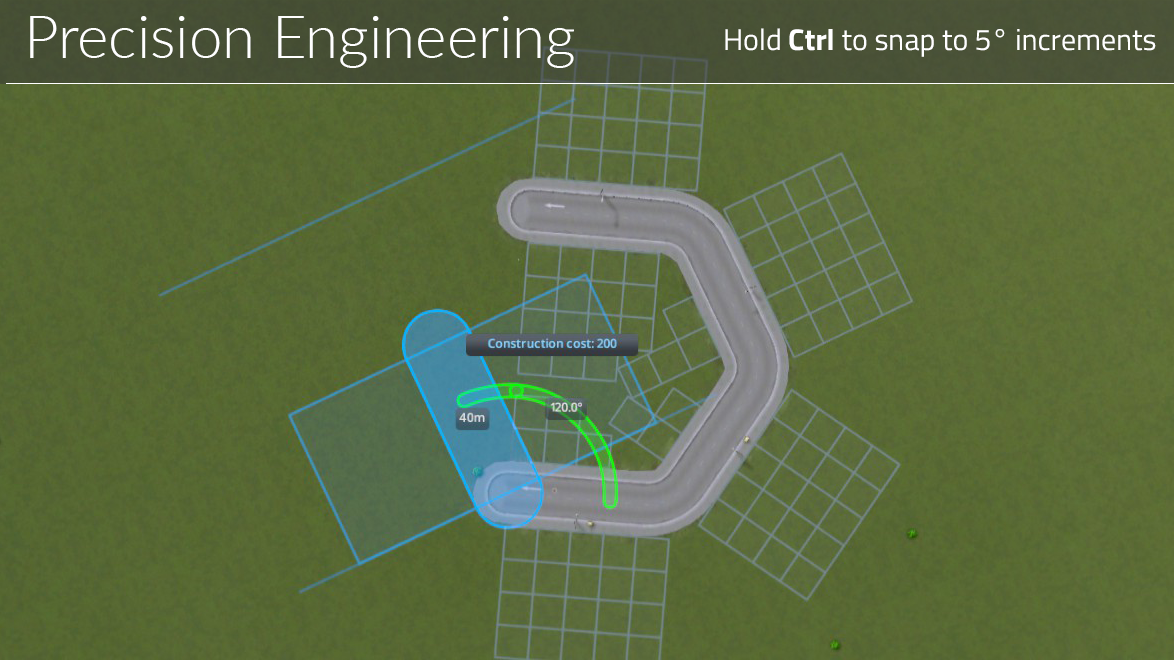 Precision Engineering
Hold Ctrl to snap to 5° increments
Construction cost: 200
120.0°
40m